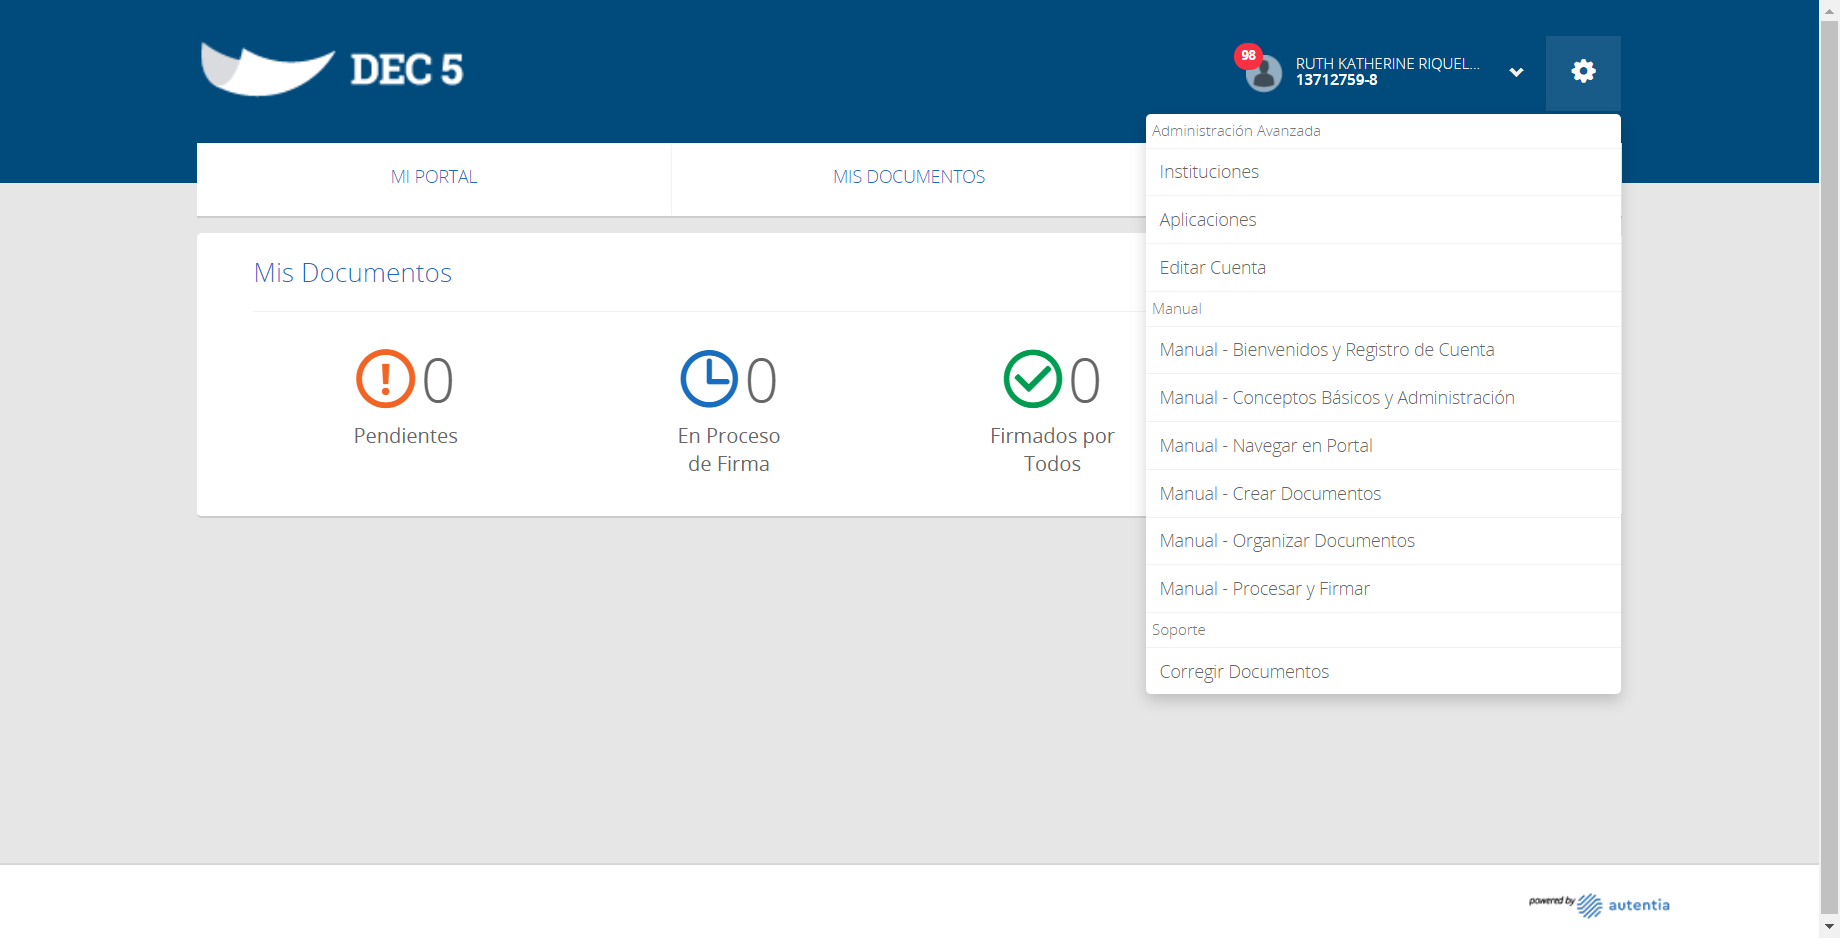 DEC 5
98
RUTH KATHERINE RIQUEL...
13712759-8
MI PORTAL
MIS DOCUMENTOS
Administración Avanzada
Instituciones
Aplicaciones
Editar Cuenta
Manual
Manual - Bienvenidos y Registro de Cuenta
Manual - Conceptos Básicos y Administración
Manual - Navegar en Portal
Manual - Crear Documentos
Manual - Organizar Documentos
Manual - Procesar y Firmar
Soporte
Corregir Documentos
Mis Documentos
0
Pendientes
0
En Proceso
de Firma
0
Firmados por
Todos
powered by autentia